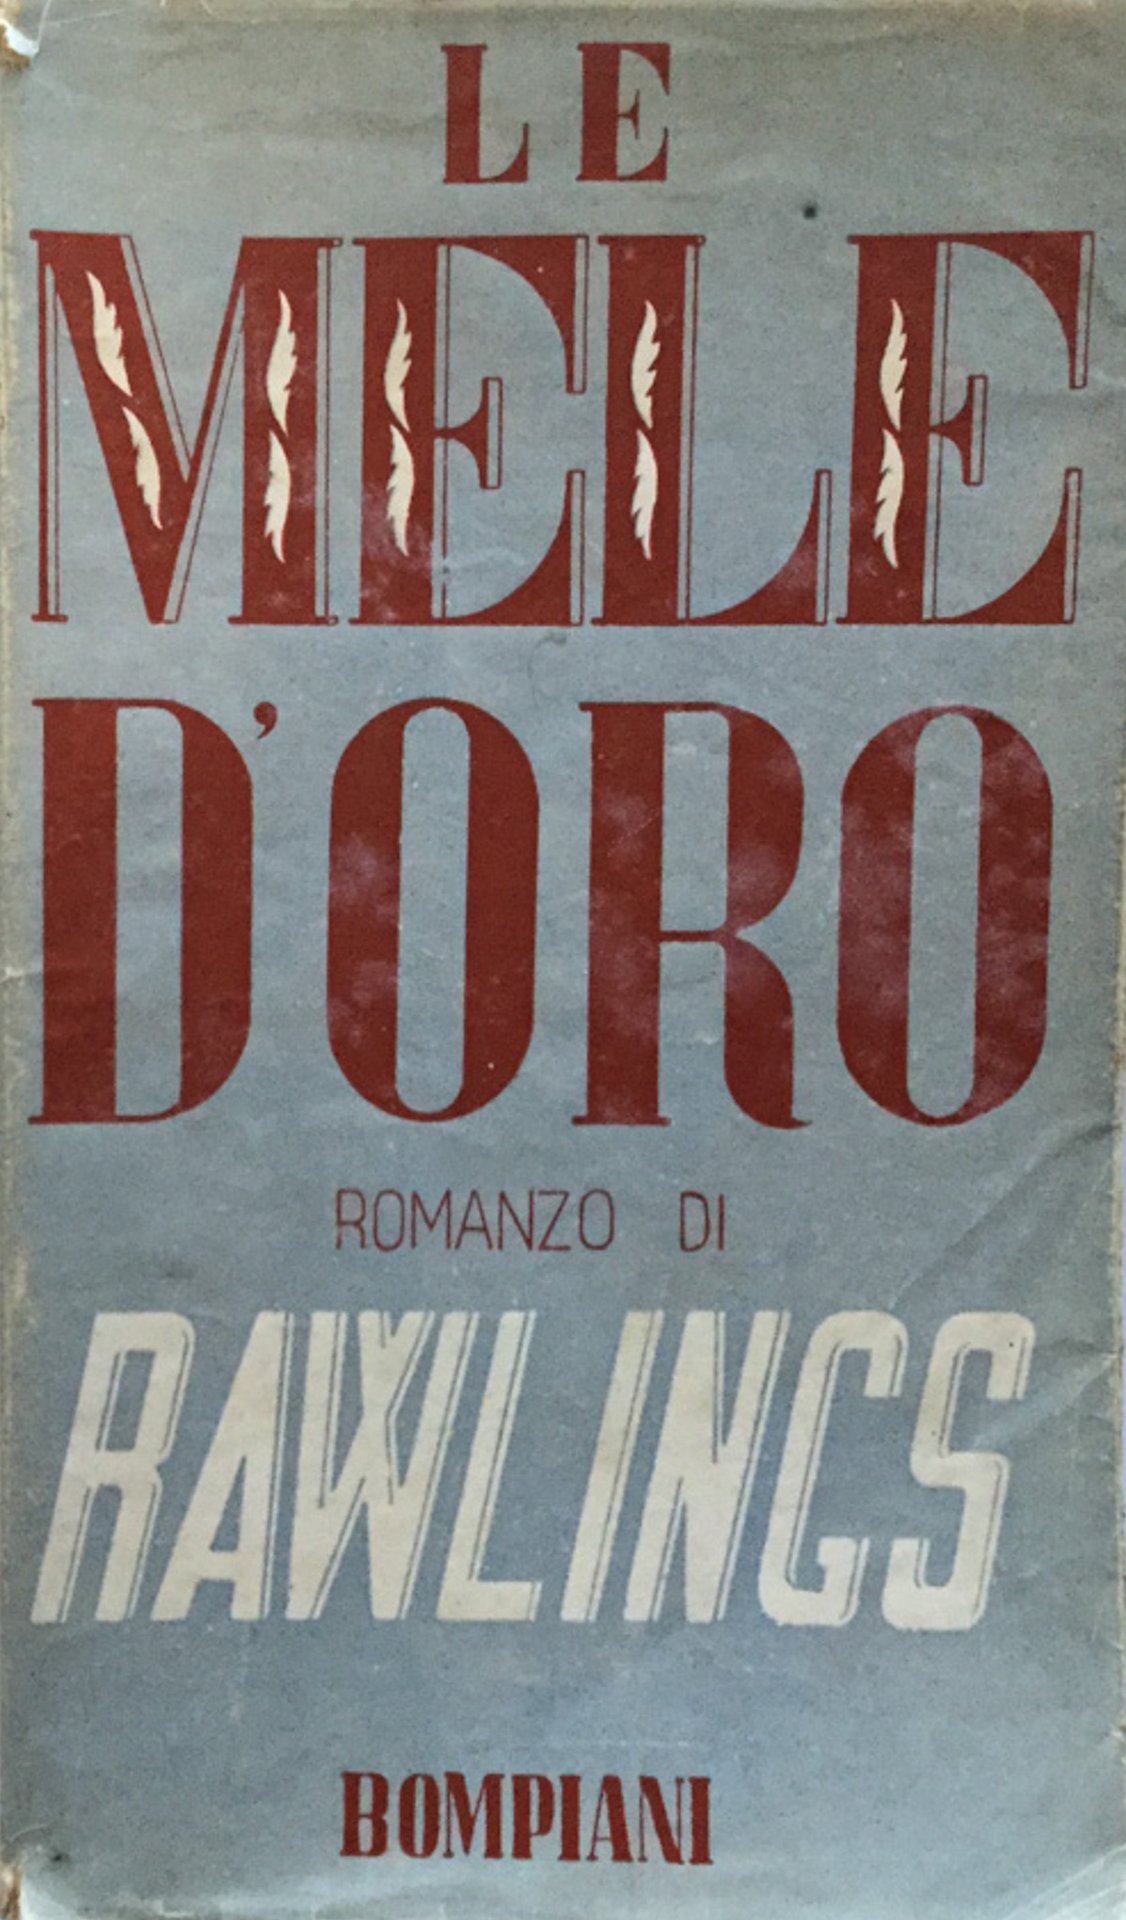 LE
MELE
D'ORO
ROMANZO DI
RAWLINGS
BOMPIANI